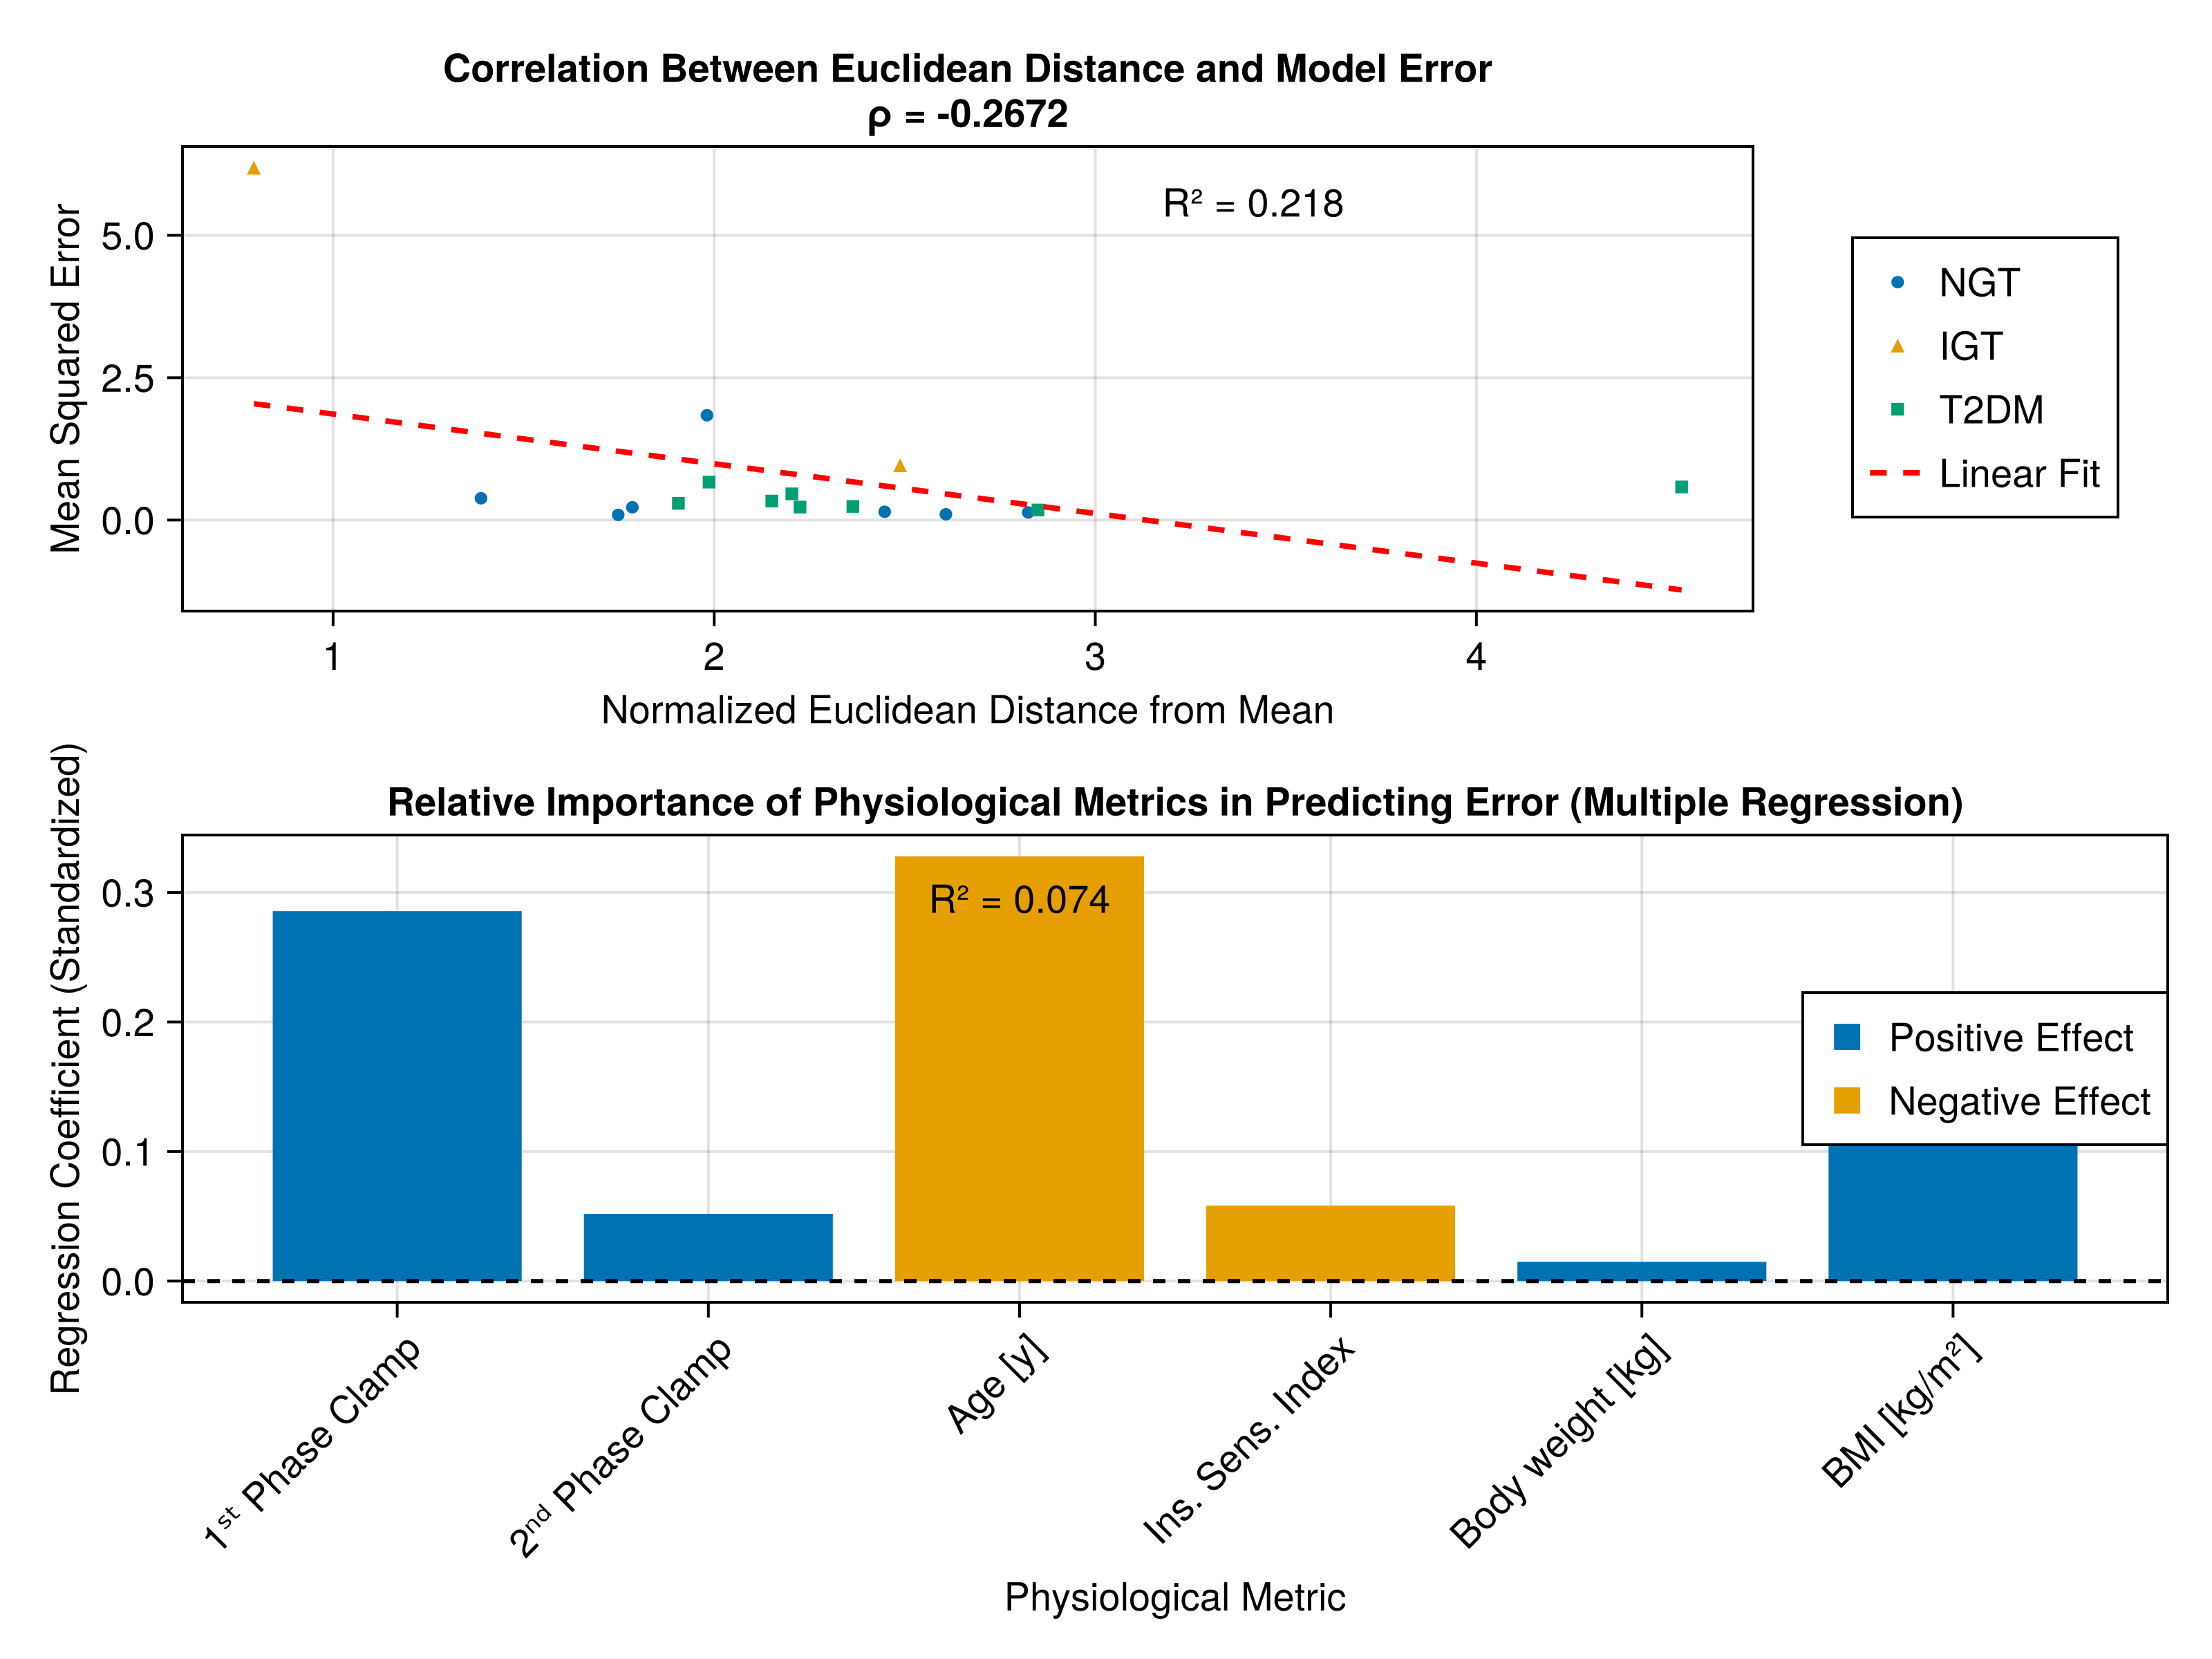 Correlation Between Euclidean Distance and Model Error
ρ = -0.2672
R² = 0.218
Mean Squared Error
5.0
2.5
0.0
1
2
3
4
Normalized Euclidean Distance from Mean
NGT
IGT
T2DM
Linear Fit
Relative Importance of Physiological Metrics in Predicting Error (Multiple Regression)
R² = 0.074
Regression Coefficient (Standardized)
0.3
0.2
0.1
0.0
Positive Effect
Negative Effect
1ˢᵗ Phase Clamp
2ⁿᵈ Phase Clamp
Age [y]
Ins. Sens. Index
Body weight [kg]
BMI [kg/m²]
Physiological Metric